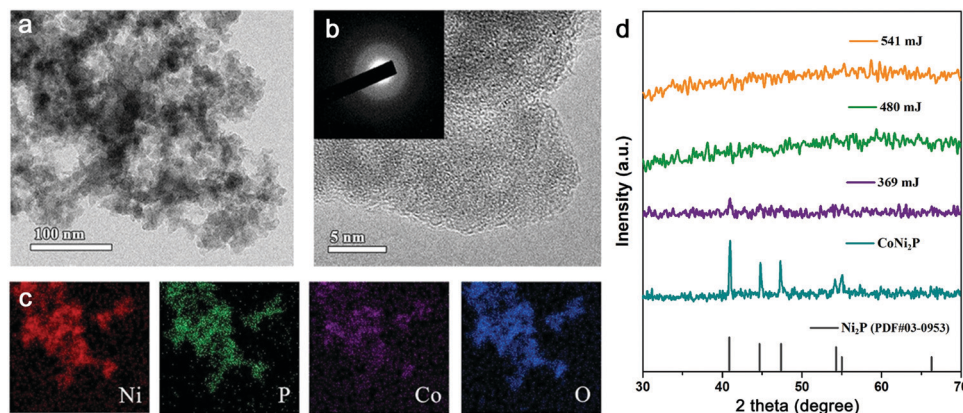 a
100 nm
b
5 nm
c
Ni
P
Co
O
d
541 mJ
480 mJ
369 mJ
CoNi₂P
Ni₂P (PDF#03-0953)
Inensity (a.u.)
30 40 50 60 70
2 theta (degree)